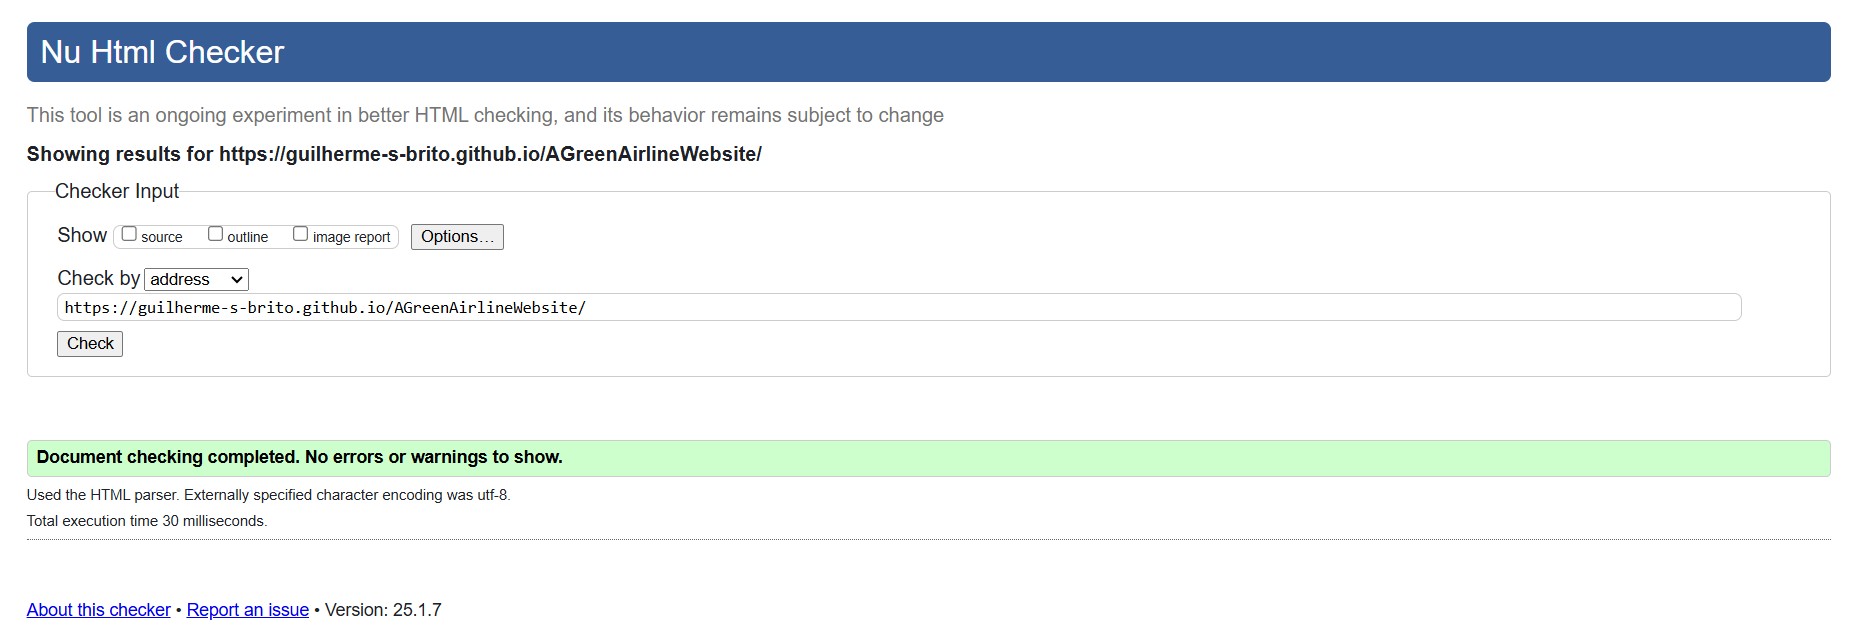 Nu Html Checker
This tool is an ongoing experiment in better HTML checking, and its behavior remains subject to change
Showing results for https://guilherme-s-brito.github.io/AGreenAirlineWebsite/
Checker Input
Show source outline image report Options...
Check by address
https://guilherme-s-brito.github.io/AGreenAirlineWebsite/
Check
Document checking completed. No errors or warnings to show.
Used the HTML parser. Externally specified character encoding was utf-8.
Total execution time 30 milliseconds.
About this checker • Report an issue • Version: 25.1.7